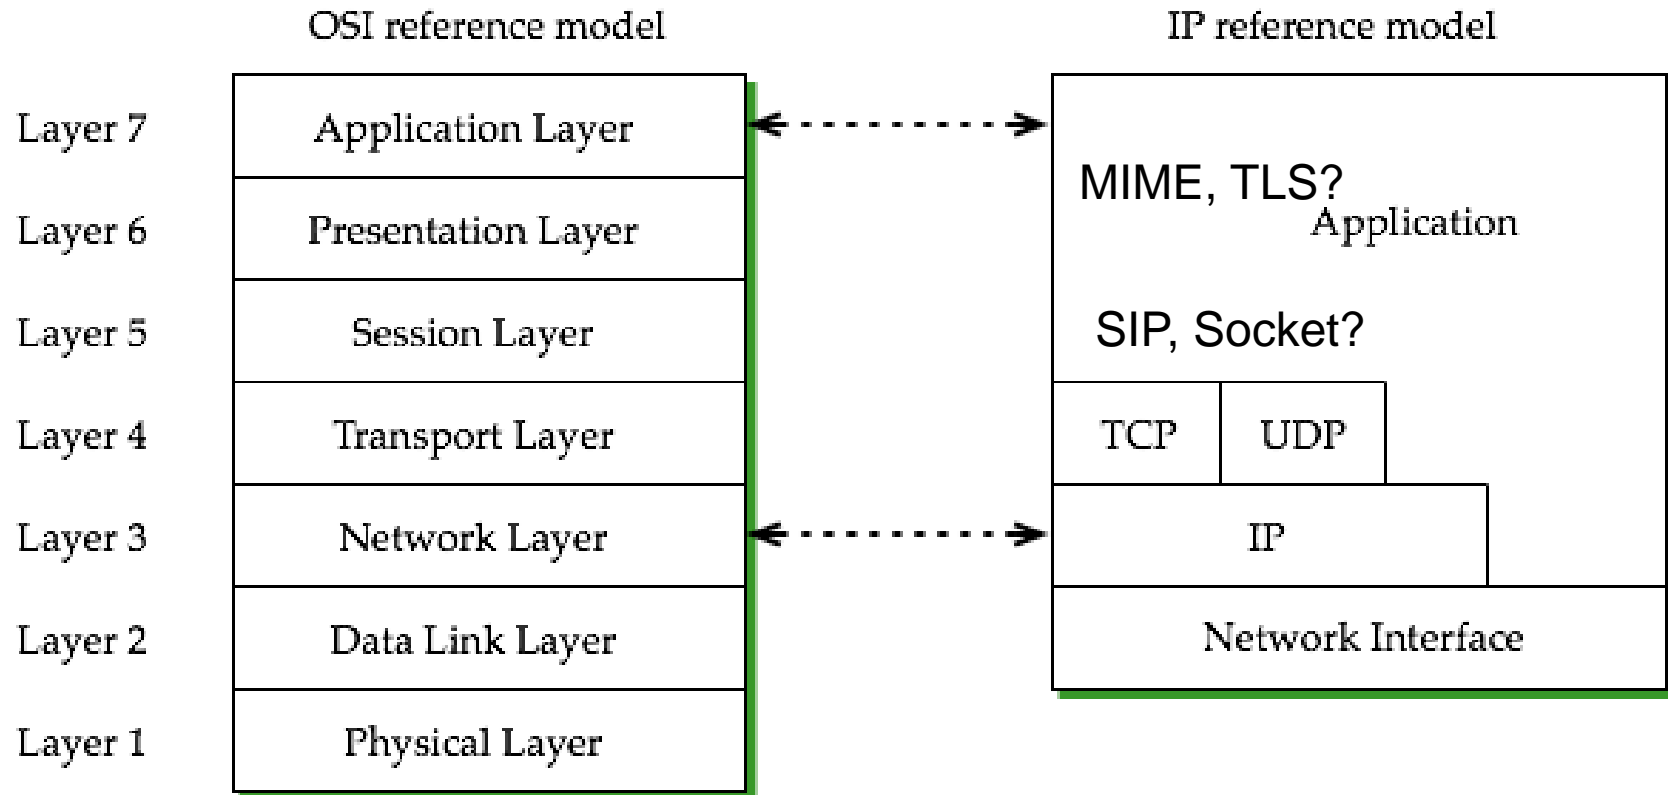 OSI reference model
IP reference model
Layer 7
Application Layer
Layer 6
Presentation Layer
Layer 5
Session Layer
Layer 4
Transport Layer
Layer 3
Network Layer
Layer 2
Data Link Layer
Layer 1
Physical Layer
MIME, TLS?
Application
SIP, Socket?
TCP
UDP
IP
Network Interface